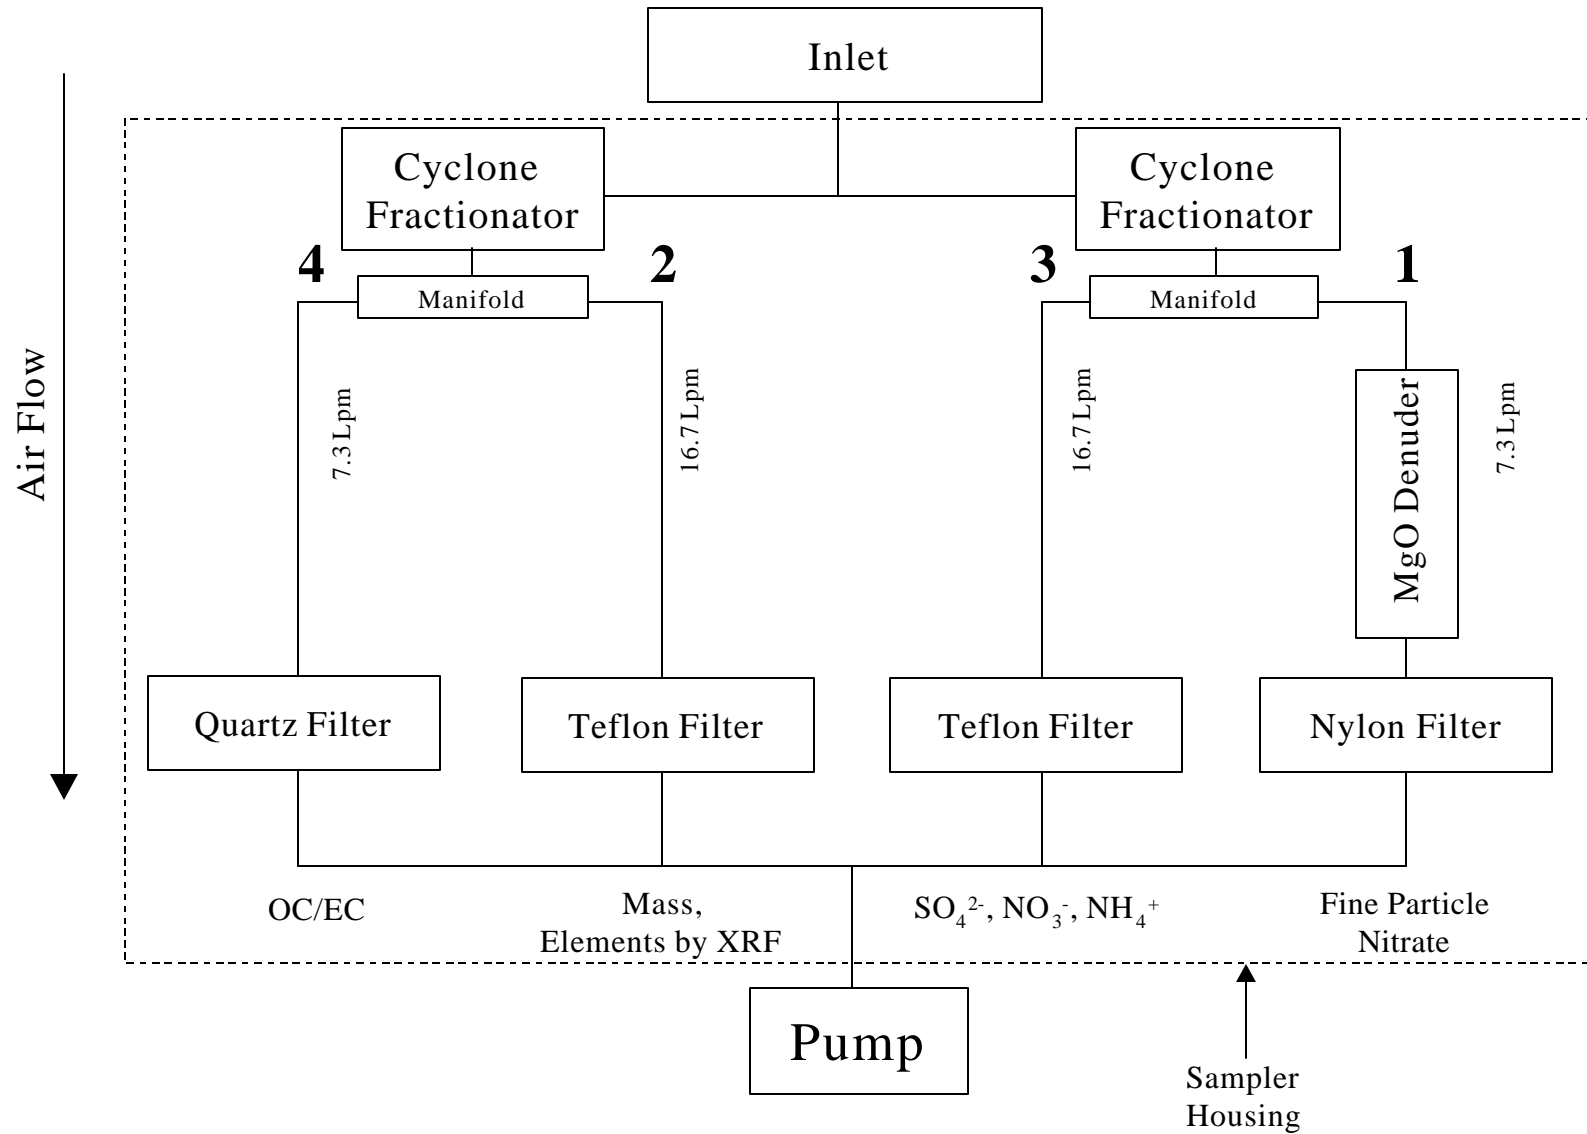 Inlet
Cyclone
Fractionator
Cyclone
Fractionator
4
2
3
1
Manifold
Manifold
Air Flow
7.3 Lpm
16.7 Lpm
16.7 Lpm
MgO Denuder
7.3 Lpm
Quartz Filter
Teflon Filter
Teflon Filter
Nylon Filter
OC/EC
Mass,
Elements by XRF
SO₄²⁻, NO₃⁻, NH₄⁺
Fine Particle
Nitrate
Pump
Sampler
Housing